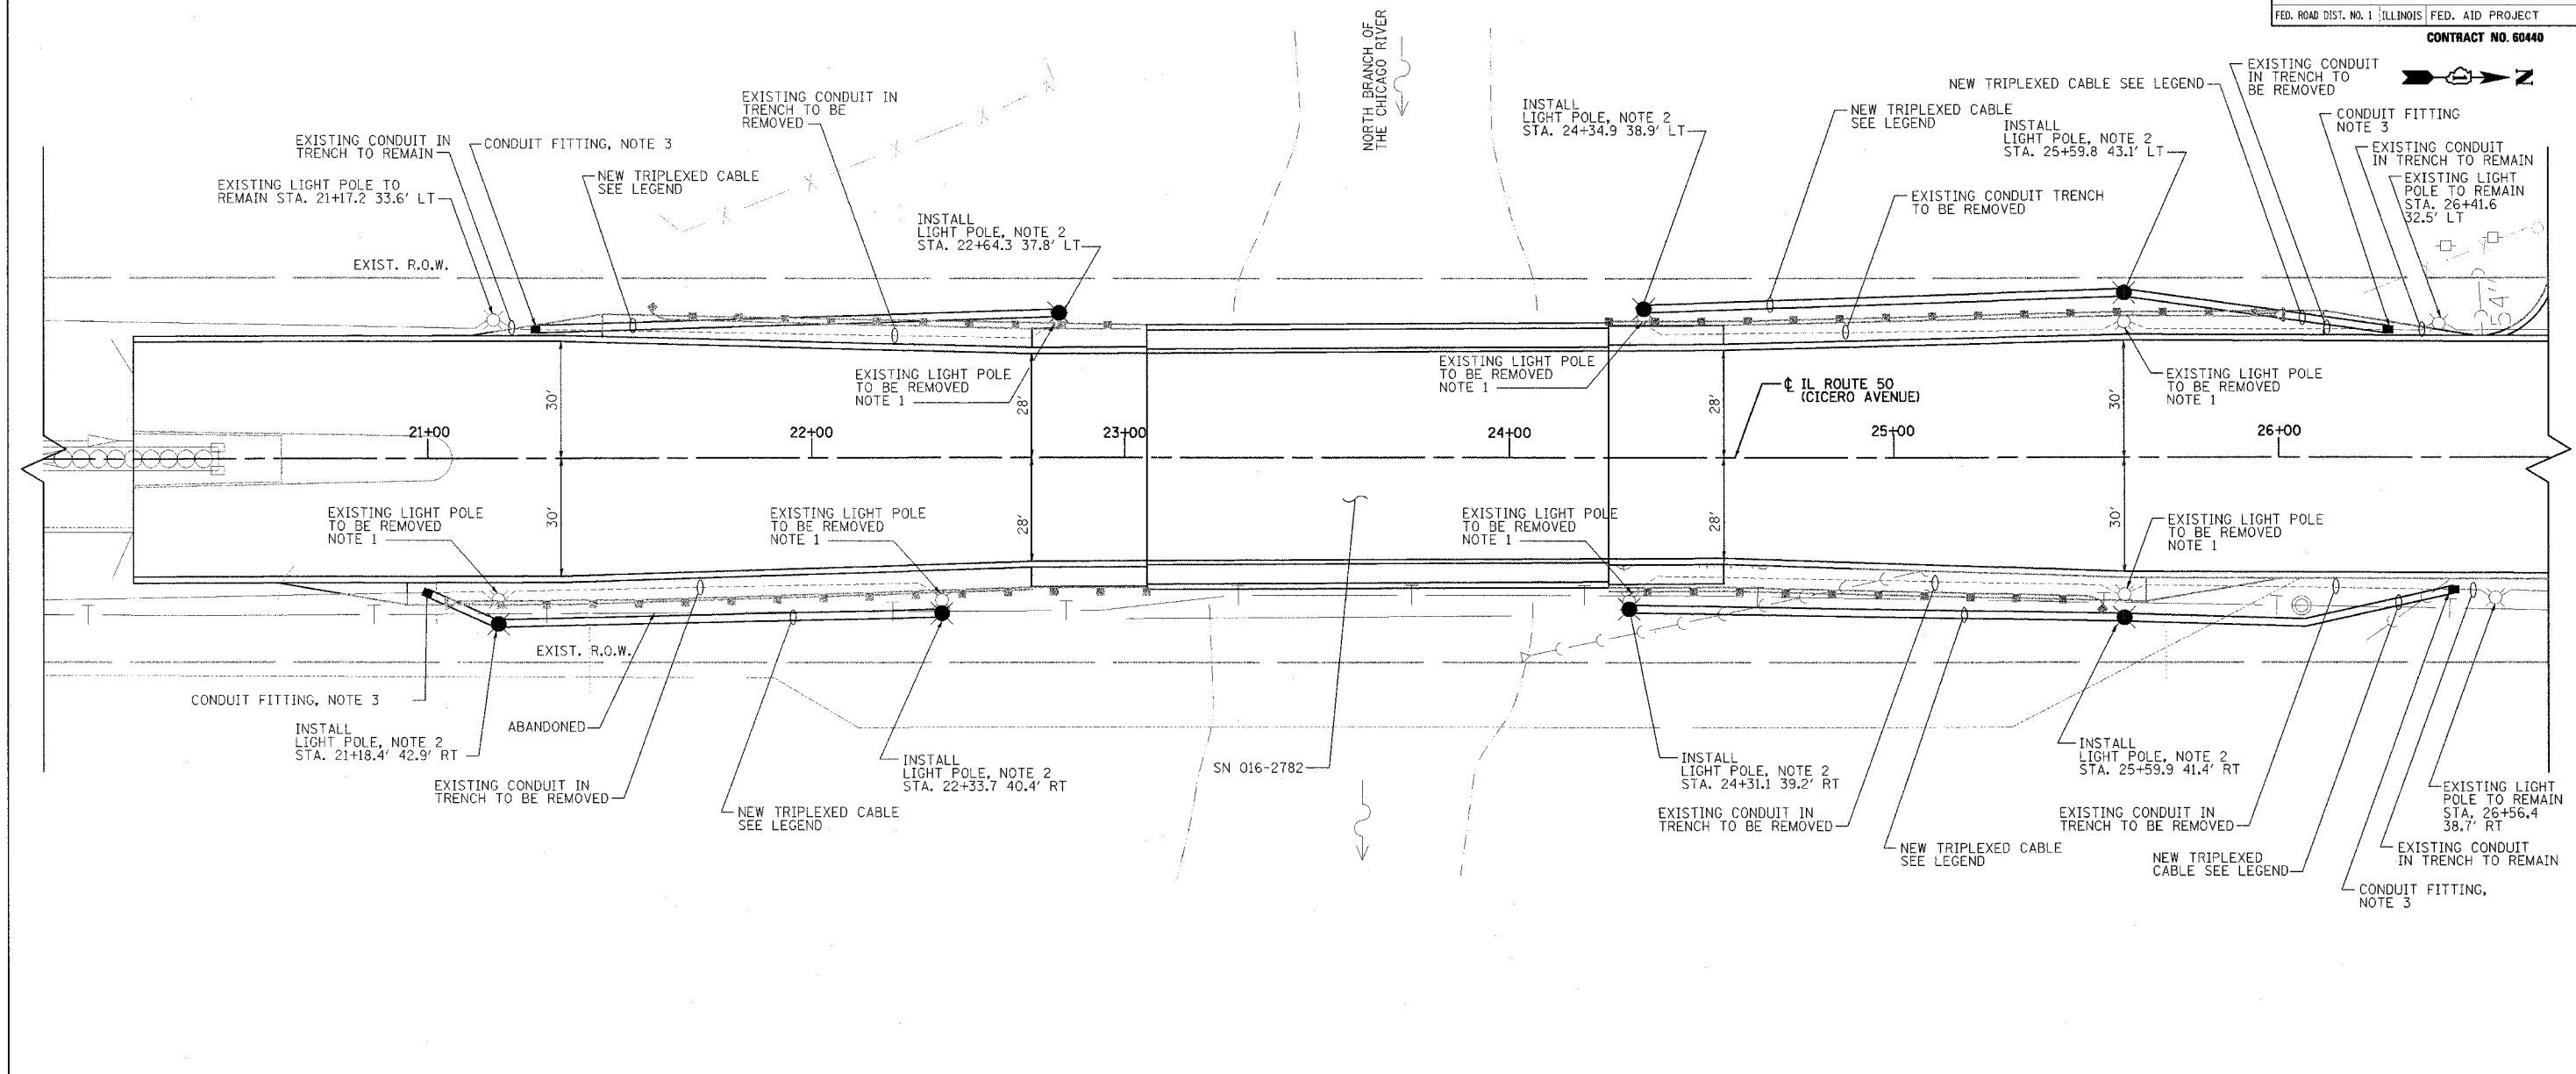 FED. ROAD DIST. NO. 1 ILLINOIS FED. AID PROJECT
CONTRACT NO. 60440
N
NORTH BRANCH OF
THE CHICAGO RIVER
EXISTING CONDUIT IN
TRENCH TO BE
REMOVED
EXISTING CONDUIT IN
TRENCH TO REMAIN
CONDUIT FITTING, NOTE 3
NEW TRIPLEXED CABLE
SEE LEGEND
EXISTING LIGHT POLE TO
REMAIN STA. 21+17.2 33.6' LT
INSTALL
LIGHT POLE, NOTE 2
STA. 22+64.3 37.8' LT
EXIST. R.O.W.
INSTALL
LIGHT POLE, NOTE 2
STA. 24+34.9 38.9' LT
NEW TRIPLEXED CABLE
SEE LEGEND
NEW TRIPLEXED CABLE SEE LEGEND
INSTALL
LIGHT POLE, NOTE 2
STA. 25+59.8 43.1' LT
EXISTING CONDUIT TRENCH
TO BE REMOVED
EXISTING CONDUIT
IN TRENCH TO
BE REMOVED
CONDUIT FITTING
NOTE 3
EXISTING CONDUIT
IN TRENCH TO REMAIN
EXISTING LIGHT
POLE TO REMAIN
STA. 26+41.6
32.5' LT
54"
EXISTING LIGHT POLE
TO BE REMOVED
NOTE 1
EXISTING LIGHT POLE
TO BE REMOVED
NOTE 1
℄ IL ROUTE 50
(CICERO AVENUE)
EXISTING LIGHT POLE
TO BE REMOVED
NOTE 1
30'
28'
28'
30'
21+00
22+00
23+00
24+00
25+00
26+00
30'
28'
28'
30'
EXISTING LIGHT POLE
TO BE REMOVED
NOTE 1
EXISTING LIGHT POLE
TO BE REMOVED
NOTE 1
EXISTING LIGHT POLE
TO BE REMOVED
NOTE 1
EXISTING LIGHT POLE
TO BE REMOVED
NOTE 1
EXIST. R.O.W.
CONDUIT FITTING, NOTE 3
INSTALL
LIGHT POLE, NOTE 2
STA. 21+18.4' 42.9' RT
ABANDONED
EXISTING CONDUIT IN
TRENCH TO BE REMOVED
NEW TRIPLEXED CABLE
SEE LEGEND
INSTALL
LIGHT POLE, NOTE 2
STA. 22+33.7 40.4' RT
SN 016-2782
INSTALL
LIGHT POLE, NOTE 2
STA. 24+31.1 39.2' RT
EXISTING CONDUIT IN
TRENCH TO BE REMOVED
NEW TRIPLEXED CABLE
SEE LEGEND
INSTALL
LIGHT POLE, NOTE 2
STA. 25+59.9 41.4' RT
EXISTING CONDUIT IN
TRENCH TO BE REMOVED
NEW TRIPLEXED
CABLE SEE LEGEND
EXISTING LIGHT
POLE TO REMAIN
STA. 26+56.4
38.7' RT
EXISTING CONDUIT
IN TRENCH TO REMAIN
CONDUIT FITTING,
NOTE 3